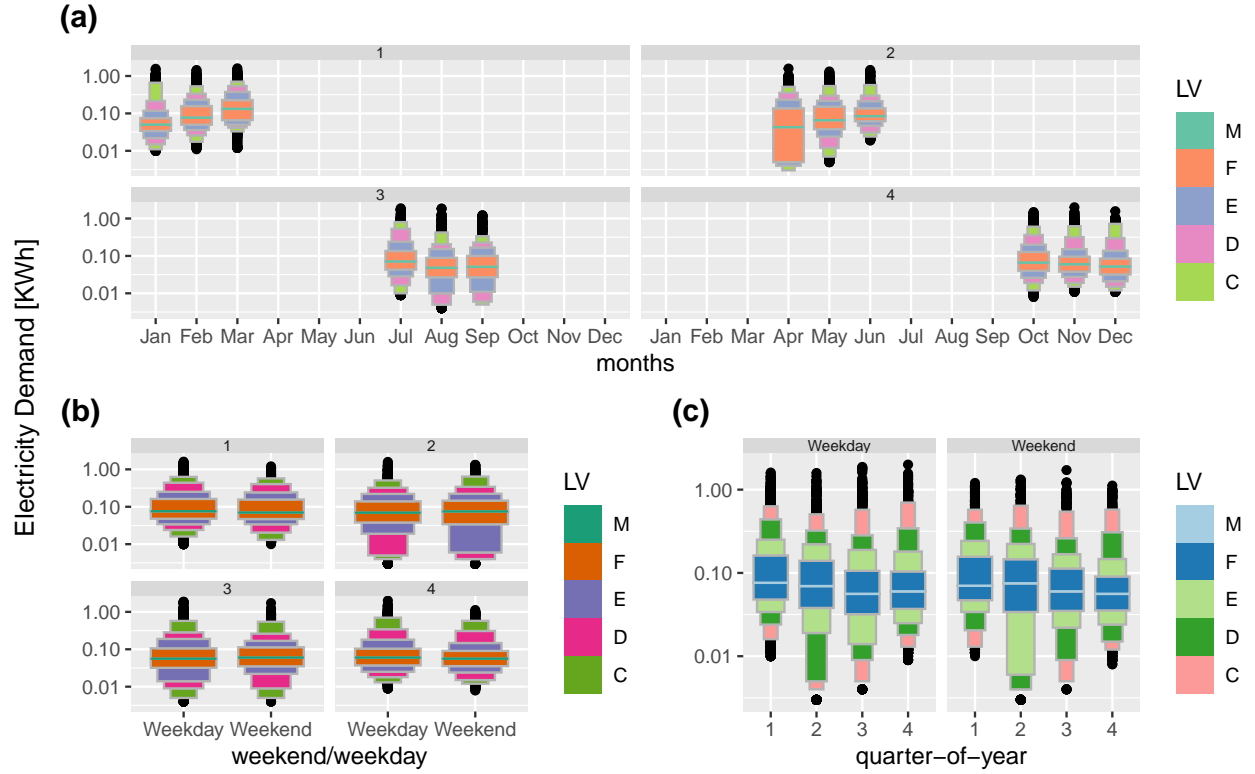 (a)
1 2
1.00
0.10
0.01
3 4
1.00
0.10
0.01
Jan Feb Mar Apr May Jun Jul Aug Sep Oct Nov Dec Jan Feb Mar Apr May Jun Jul Aug Sep Oct Nov Dec
months
LV
M
F
E
D
C
Electricity Demand [KWh]
(b)
1 2
1.00
0.10
0.01
3 4
1.00
0.10
0.01
Weekday Weekend Weekday Weekend
weekend/weekday
LV
M
F
E
D
C
(c)
Weekday Weekend
1.00
0.10
0.01
1 2 3 4 1 2 3 4
quarter−of−year
LV
M
F
E
D
C